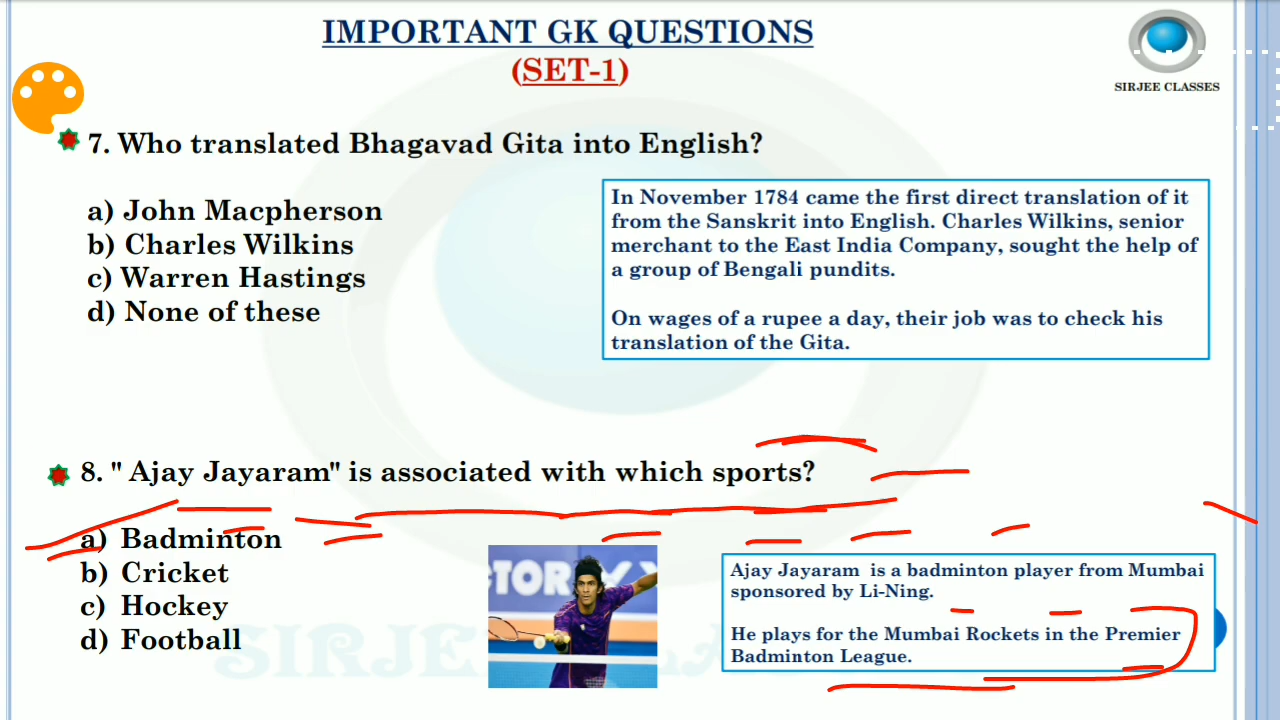 IMPORTANT GK QUESTIONS
(SET-1)
SIRJEE CLASSES
7. Who translated Bhagavad Gita into English?
a) John Macpherson
b) Charles Wilkins
c) Warren Hastings
d) None of these
In November 1784 came the first direct translation of it
from the Sanskrit into English. Charles Wilkins, senior
merchant to the East India Company, sought the help of
a group of Bengali pundits.
On wages of a rupee a day, their job was to check his
translation of the Gita.
8. " Ajay Jayaram" is associated with which sports?
a) Badminton
b) Cricket
c) Hockey
d) Football
TOR
Ajay Jayaram is a badminton player from Mumbai
sponsored by Li-Ning.
He plays for the Mumbai Rockets in the Premier
Badminton League.